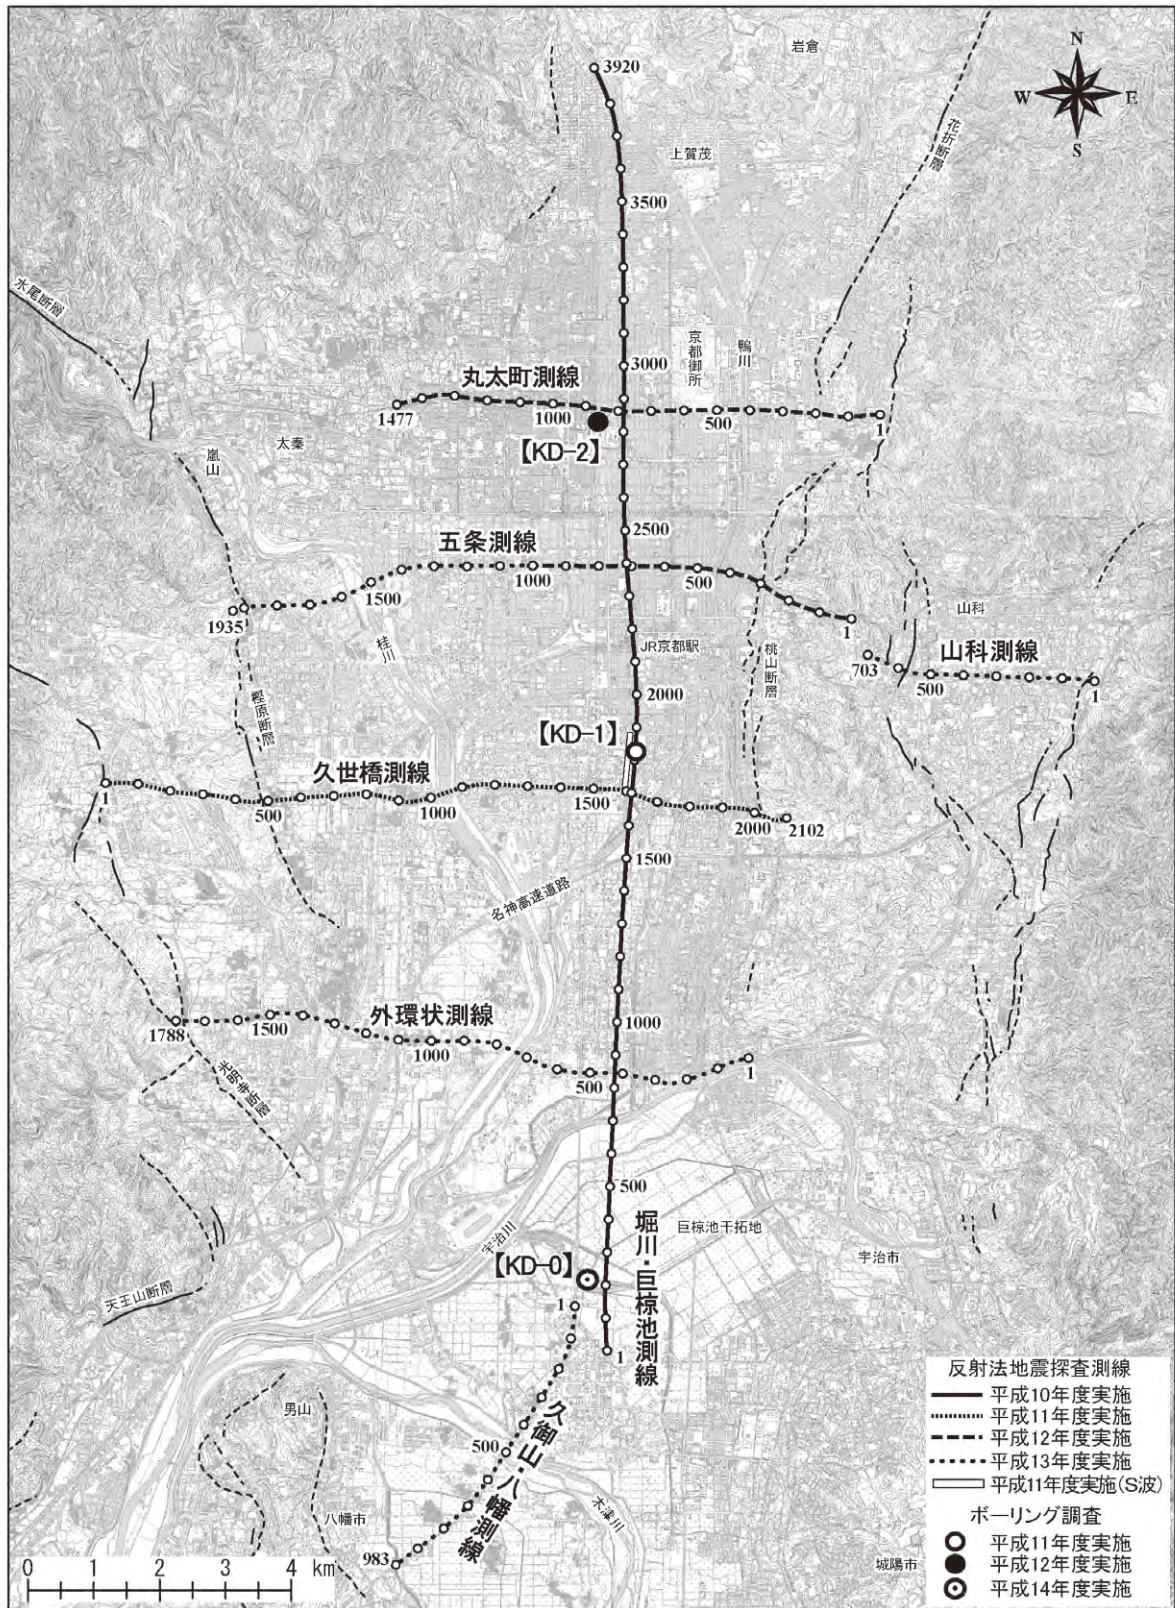 岩倉
N
W
E
S
3920
花折断層
上賀茂
3500
水尾断層
京都御所
鴨川
3000
丸太町測線
1477
1000
500
1
【KD-2】
太秦
嵐山
2500
五条測線
1000
500
1500
1935
1
山科
桂川
JR京都駅
桃山断層
山科測線
703
500
1
2000
樫原断層
【KD-1】
久世橋測線
1
500
1000
1500
2000
2102
1500
名神高速道路
外環状測線
1788
1500
1000
500
1
1000
光明寺断層
500
堀川・巨椋池測線
巨椋池干拓地
宇治川
宇治市
【KD-0】
天王山断層
1
1
男山
久御山・八幡測線
500
木津川
八幡市
983
城陽市
0 1 2 3 4 km
反射法地震探査測線
平成10年度実施
平成11年度実施
平成12年度実施
平成13年度実施
平成11年度実施(S波)
ボーリング調査
平成11年度実施
平成12年度実施
平成14年度実施